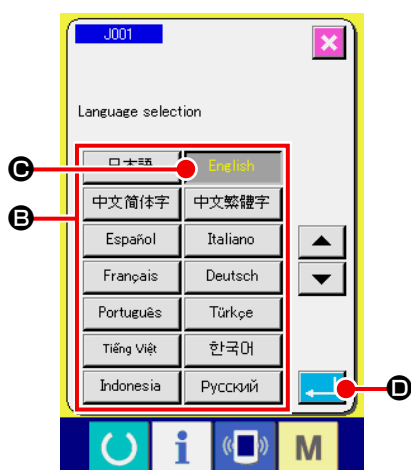 J001
Language selection
日本語 English
中文简体字 中文繁體字
Español Italiano
Français Deutsch
Português Türkçe
Tiếng Việt 한국어
Indonesia Русский
C
B
D
i
M